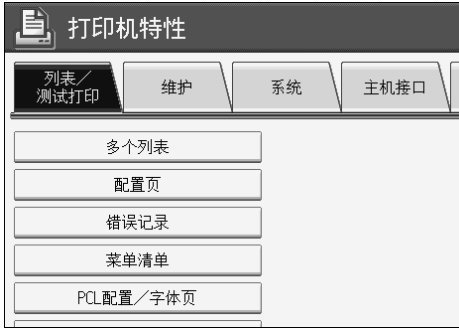 打印机特性
列表／
测试打印
维护
系统
主机接口
多个列表
配置页
错误记录
菜单清单
PCL配置／字体页